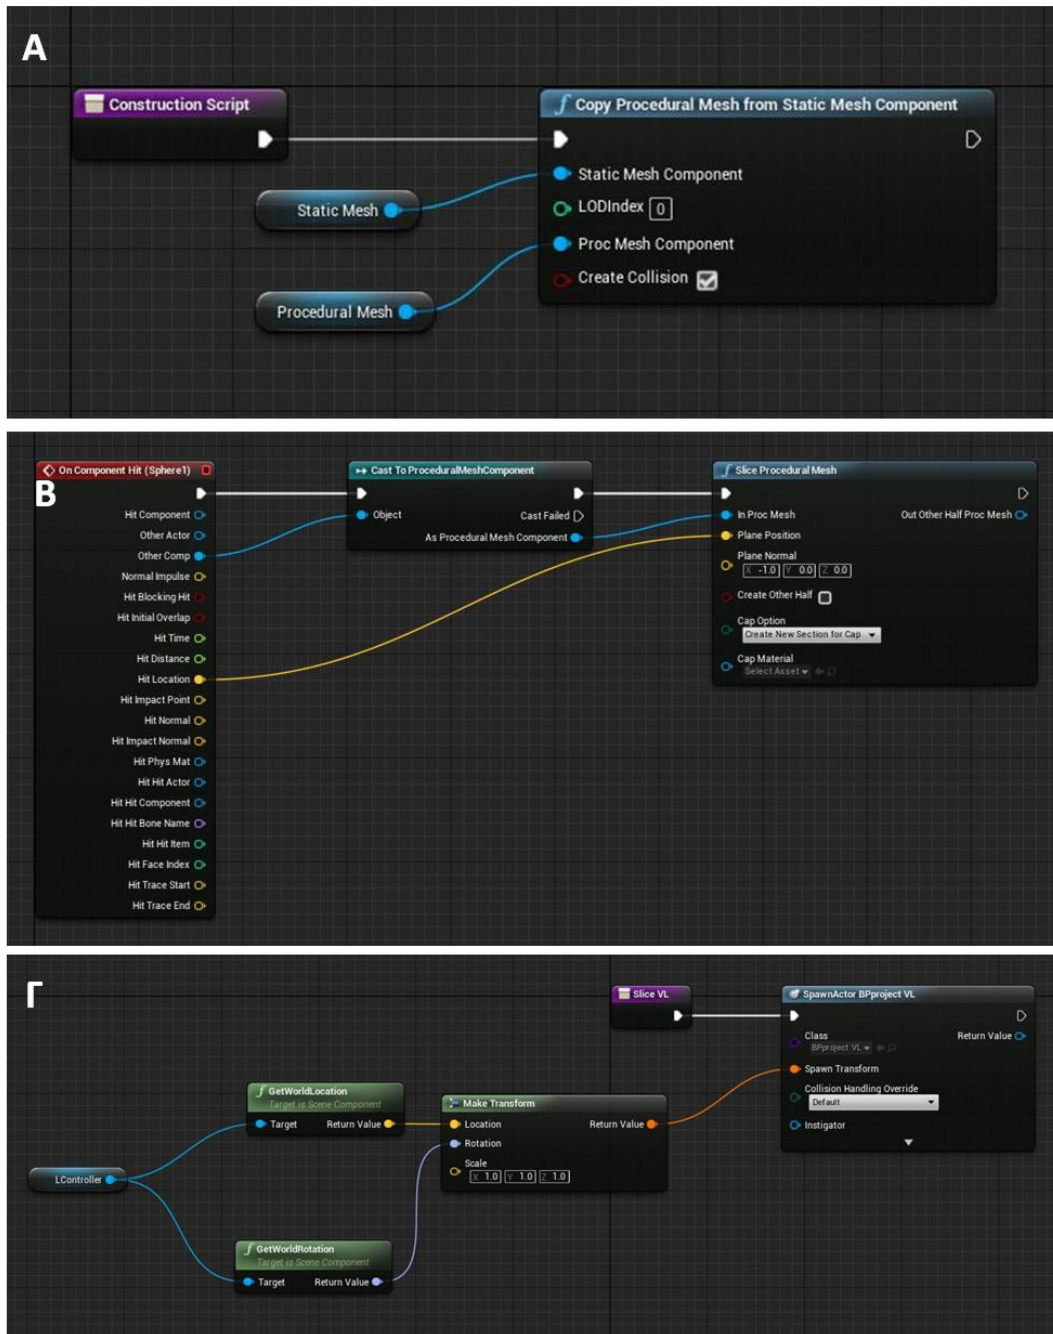 A
Construction Script
Copy Procedural Mesh from Static Mesh Component
Static Mesh Component
Static Mesh
LODIndex 0
Proc Mesh Component
Create Collision
Procedural Mesh
B
On Component Hit (Sphere1)
Hit Component
Other Actor
Other Comp
Normal Impulse
Hit Blocking Hit
Hit Initial Overlap
Hit Time
Hit Distance
Hit Location
Hit Impact Point
Hit Normal
Hit Impact Normal
Hit Phys Mat
Hit Hit Actor
Hit Hit Component
Hit Hit Bone Name
Hit Hit Item
Hit Face Index
Hit Trace Start
Hit Trace End
Cast To ProceduralMeshComponent
Object
Cast Failed
As Procedural Mesh Component
Slice Procedural Mesh
In Proc Mesh
Out Other Half Proc Mesh
Plane Position
Plane Normal
X -1.0 Y 0.0 Z 0.0
Create Other Half
Cap Option
Create New Section for Cap
Cap Material
Select Asset
Г
Slice VL
SpawnActor BPproject VL
Class
BPproject VL
Return Value
Spawn Transform
Collision Handling Override
Default
Instigator
GetWorldLocation
Target is Scene Component
Target Return Value
Make Transform
Location
Return Value
Rotation
Scale
X 1.0 Y 1.0 Z 1.0
LController
GetWorldRotation
Target is Scene Component
Target Return Value